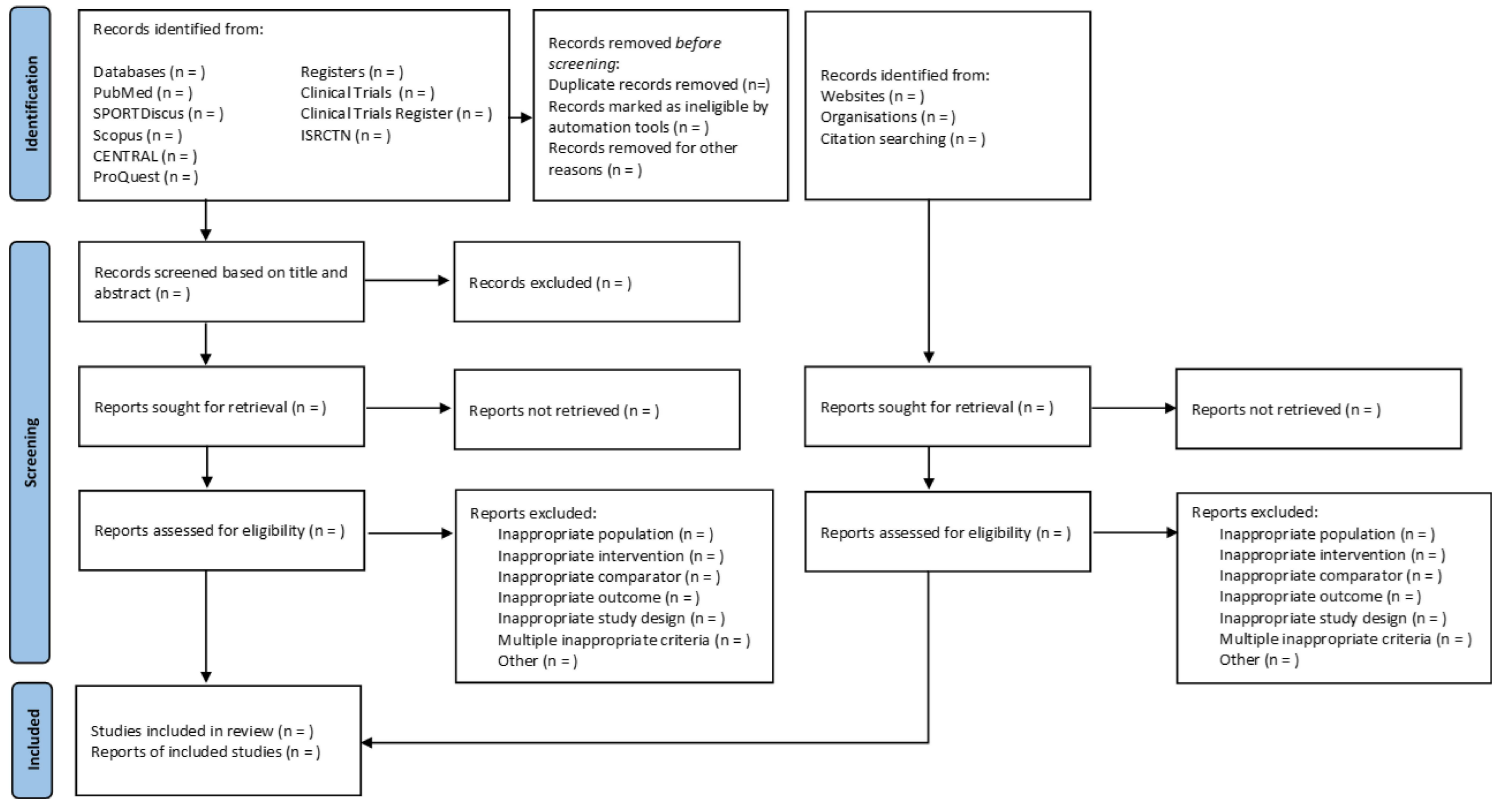 Identification
Records identified from:
Databases (n = )
PubMed (n = )
SPORTDiscus (n = )
Scopus (n = )
CENTRAL (n = )
ProQuest (n = )
Registers (n = )
Clinical Trials  (n = )
Clinical Trials Register (n = )
ISRCTN (n = )
Records removed before
screening:
Duplicate records removed (n=)
Records marked as ineligible by
automation tools (n = )
Records removed for other
reasons (n = )
Records identified from:
Websites (n = )
Organisations (n = )
Citation searching (n = )
Screening
Records screened based on title and
abstract (n = )
Records excluded (n = )
Reports sought for retrieval (n = )
Reports not retrieved (n = )
Reports sought for retrieval (n = )
Reports not retrieved (n = )
Reports assessed for eligibility (n = )
Reports excluded:
Inappropriate population (n = )
Inappropriate intervention (n = )
Inappropriate comparator (n = )
Inappropriate outcome (n = )
Inappropriate study design (n = )
Multiple inappropriate criteria (n = )
Other (n = )
Reports assessed for eligibility (n = )
Reports excluded:
Inappropriate population (n = )
Inappropriate intervention (n = )
Inappropriate comparator (n = )
Inappropriate outcome (n = )
Inappropriate study design (n = )
Multiple inappropriate criteria (n = )
Other (n = )
Included
Studies included in review (n = )
Reports of included studies (n = )